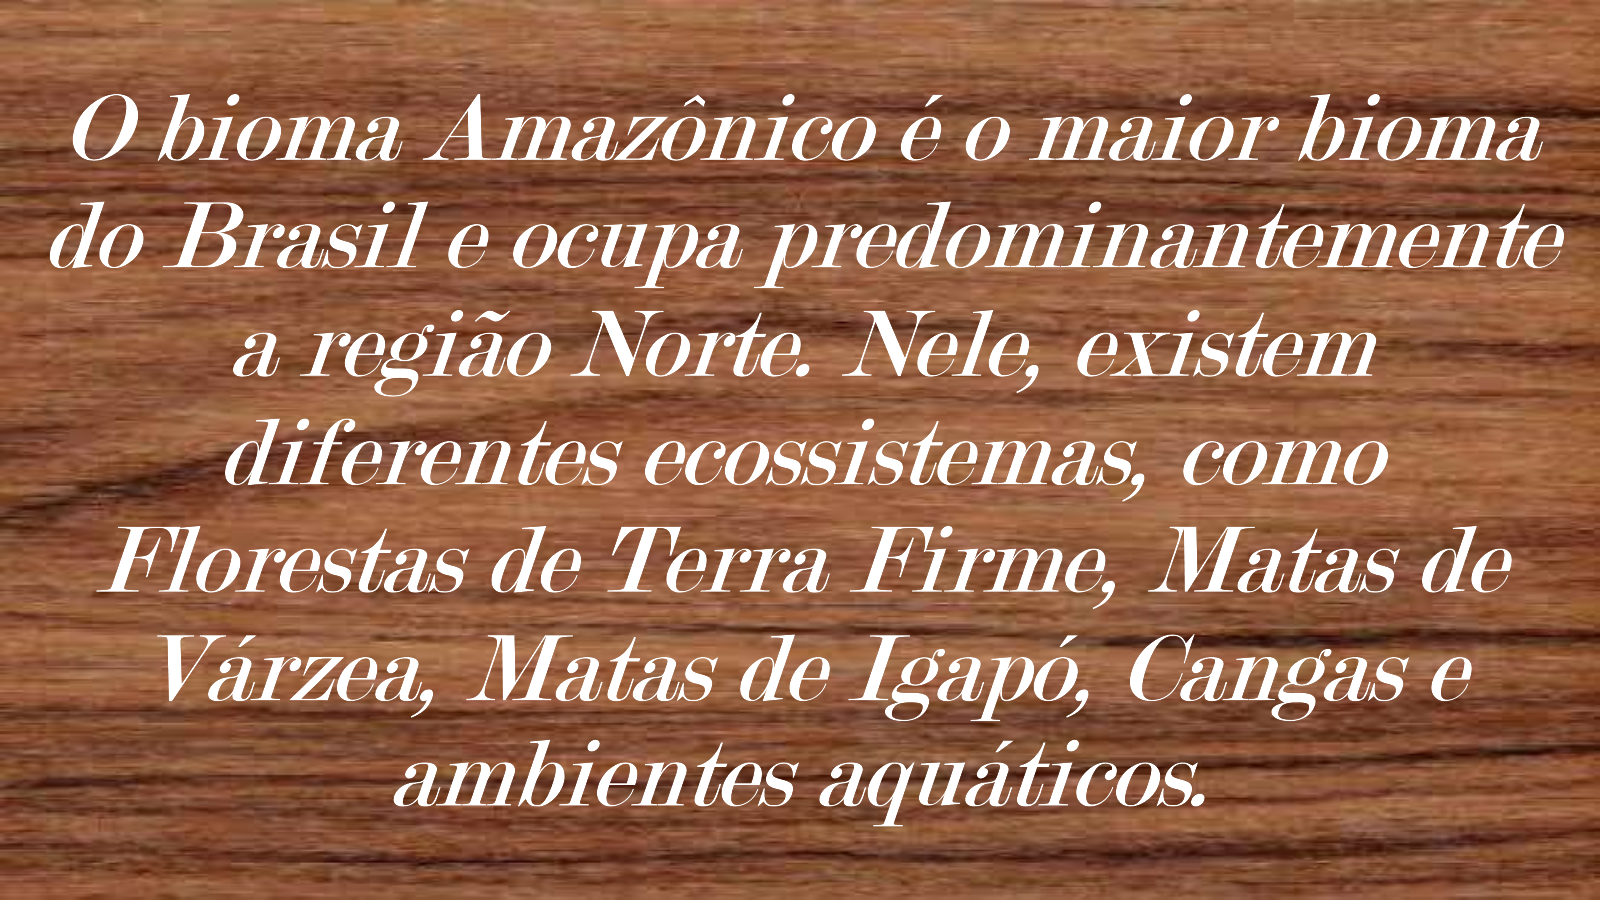 O bioma Amazônico é o maior bioma
do Brasil e ocupa predominantemente
a região Norte. Nele, existem
diferentes ecossistemas, como
Florestas de Terra Firme, Matas de
Várzea, Matas de Igapó, Cangas e
ambientes aquáticos.